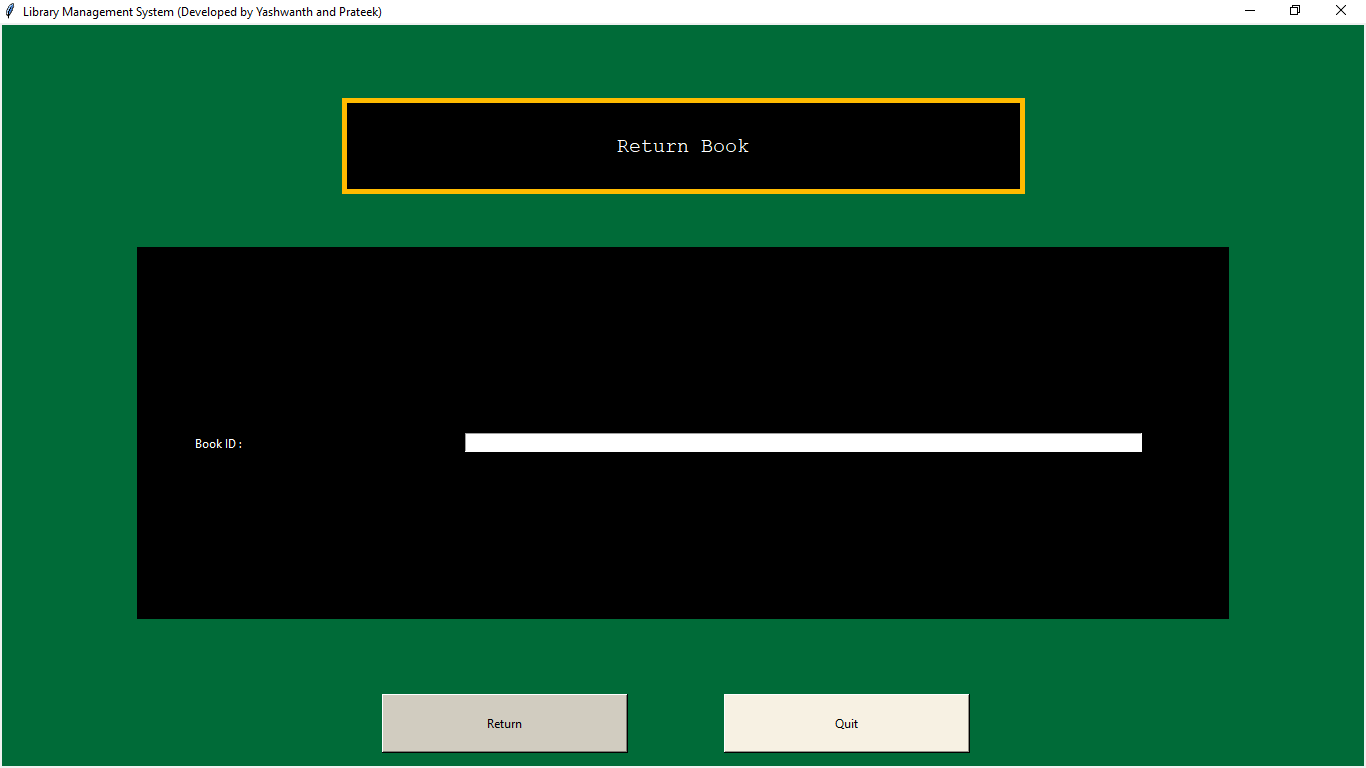 Library Management System (Developed by Yashwanth and Prateek)
Return Book
Book ID :
Return
Quit